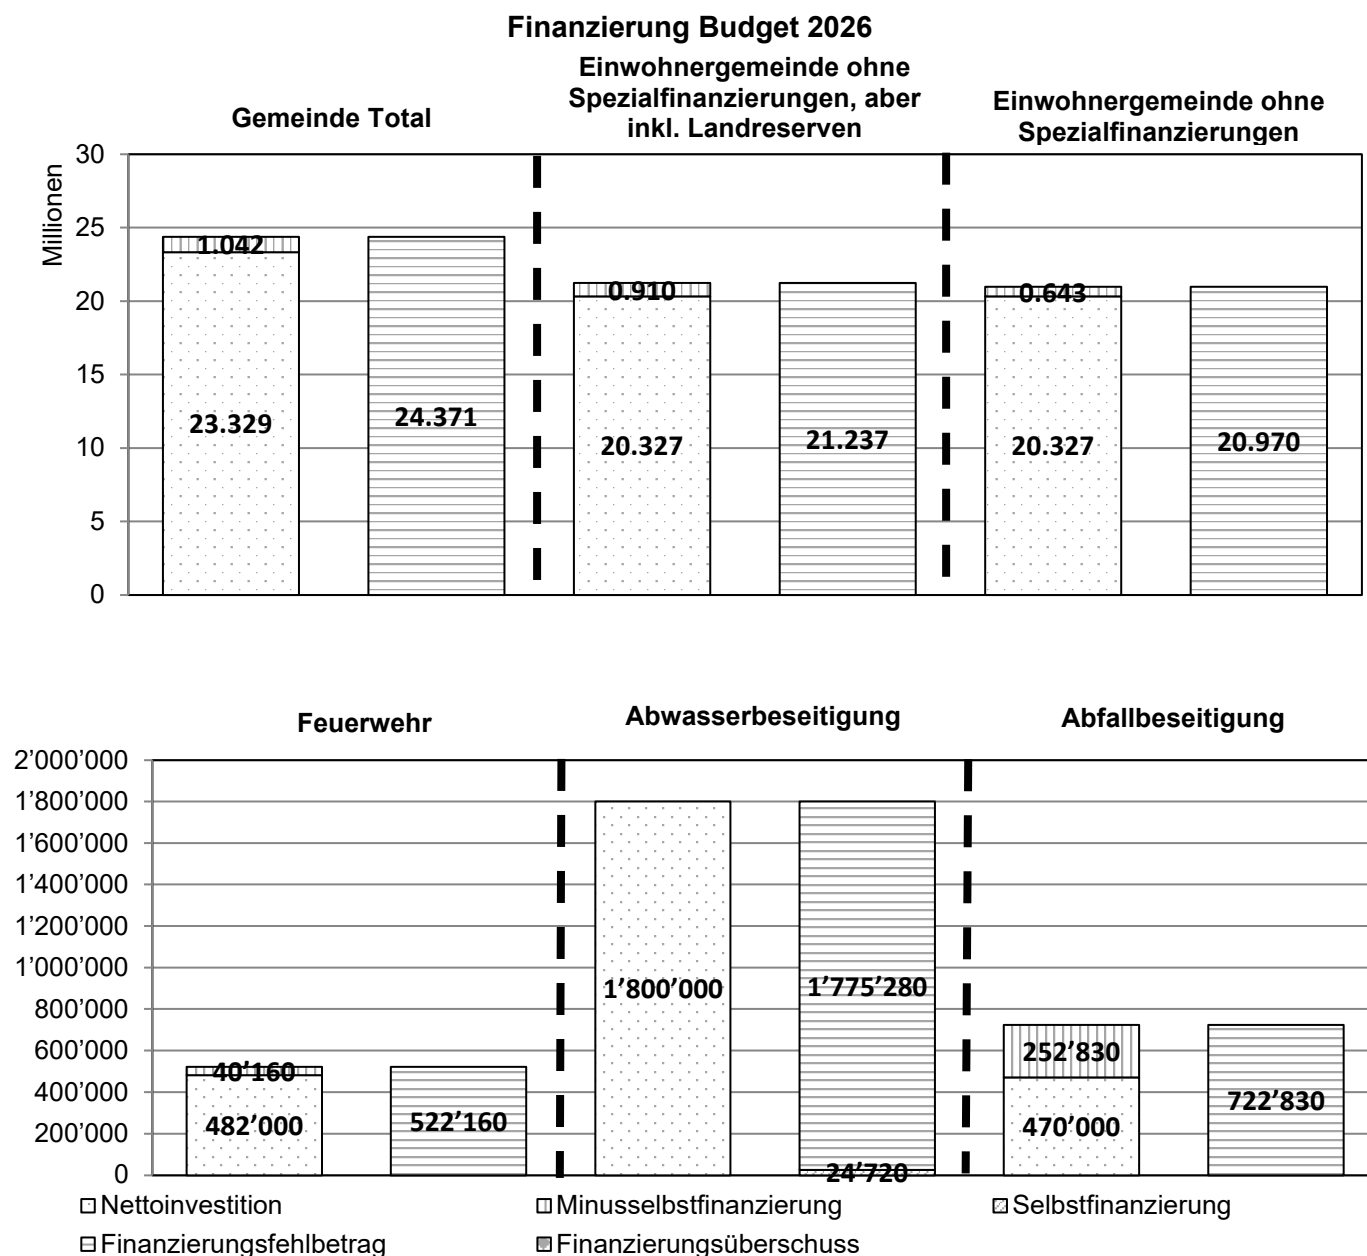 Finanzierung Budget 2026
Gemeinde Total
Einwohnergemeinde ohne
Spezialfinanzierungen, aber
inkl. Landreserven
Einwohnergemeinde ohne
Spezialfinanzierungen
Millionen
30
25
20
15
10
5
0
1.042
23.329
24.371
0.910
20.327
21.237
0.643
20.327
20.970
Feuerwehr
Abwasserbeseitigung
Abfallbeseitigung
2’000’000
1’800’000
1’600’000
1’400’000
1’200’000
1’000’000
800’000
600’000
400’000
200’000
0
40’160
482’000
522’160
1’800’000
1’775’280
24’720
252’830
470’000
722’830
Nettoinvestition
Minusselbstfinanzierung
Selbstfinanzierung
Finanzierungsfehlbetrag
Finanzierungsüberschuss